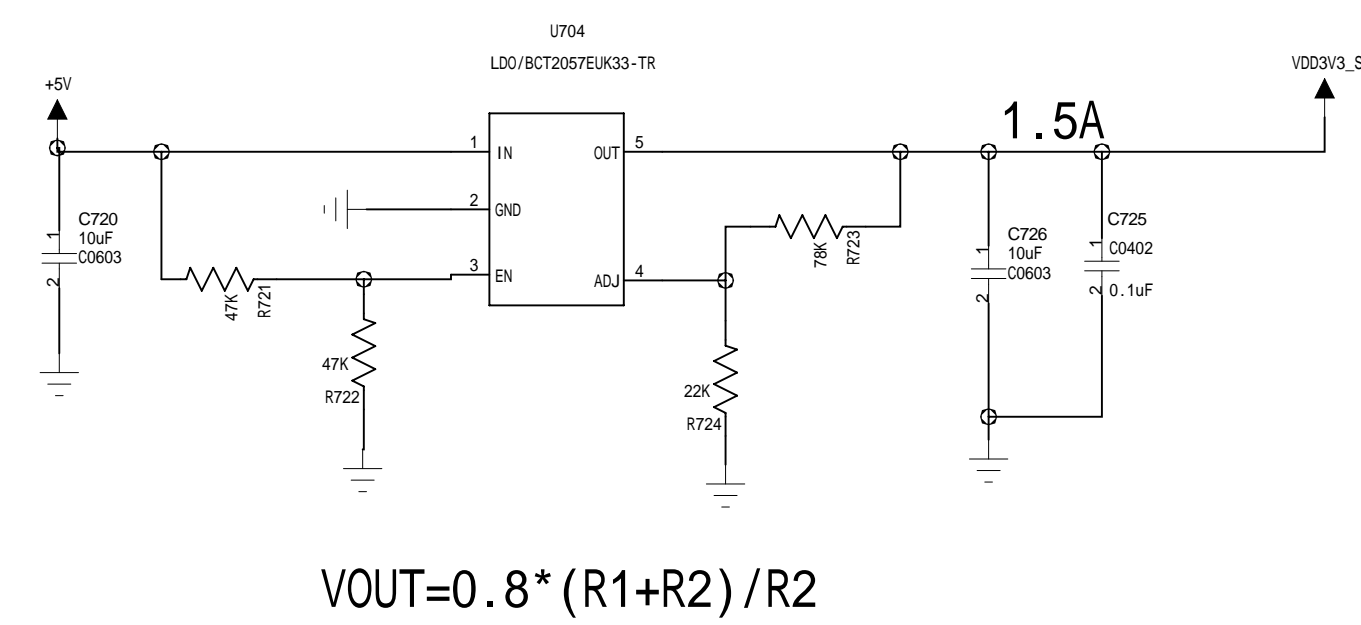 U704
LDO/BCT2057EUK33-TR
+5V
VDD3V3_S
1.5A
1
IN
OUT
5
2
GND
3
EN
ADJ
4
C720
10uF
C0603
1
2
47K
R721
47K
R722
78K
R723
22K
R724
C726
10uF
C0603
1
2
C725
C0402
0.1uF
1
2
VOUT=0.8*(R1+R2)/R2